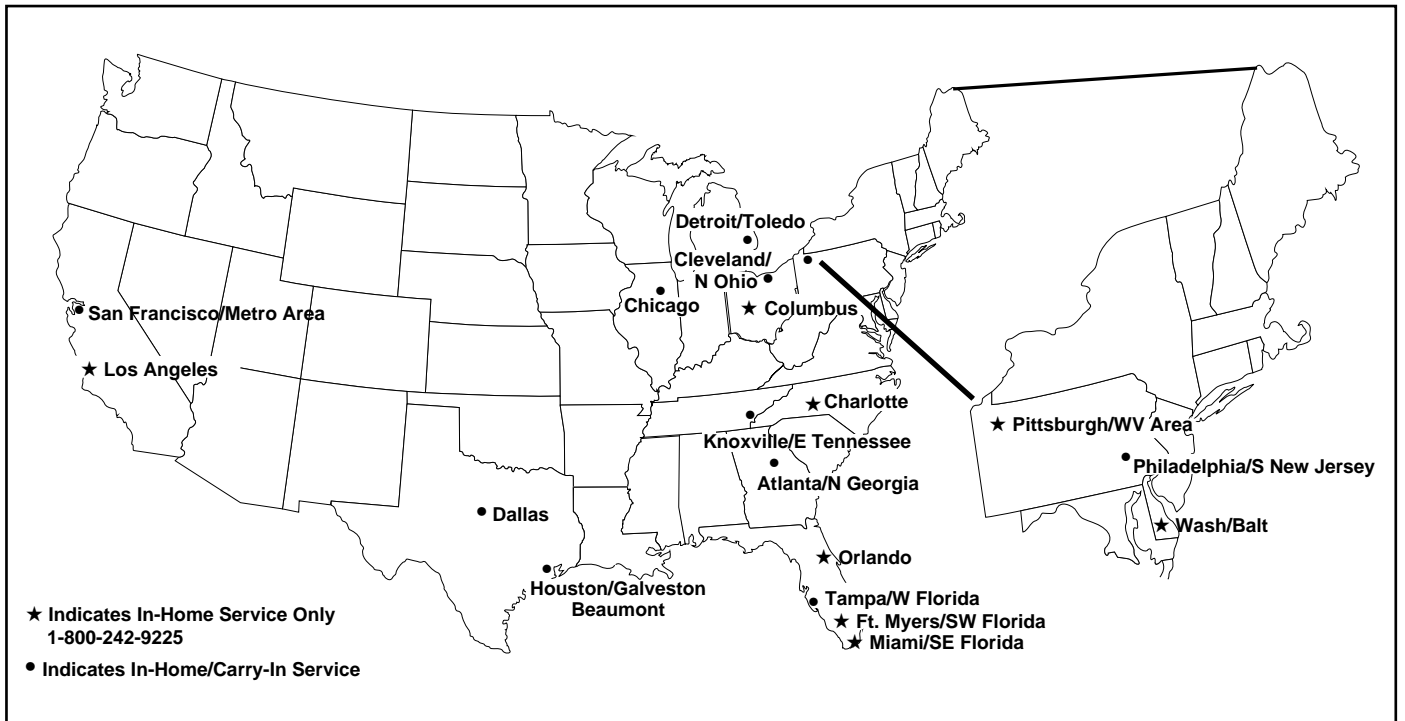 Detroit/Toledo
Cleveland/
N Ohio
Chicago
Columbus
San Francisco/Metro Area
Los Angeles
Charlotte
Knoxville/E Tennessee
Atlanta/N Georgia
Pittsburgh/WV Area
Philadelphia/S New Jersey
Wash/Balt
Dallas
Orlando
Houston/Galveston
Beaumont
Tampa/W Florida
Ft. Myers/SW Florida
Miami/SE Florida
★ Indicates In-Home Service Only
1-800-242-9225
• Indicates In-Home/Carry-In Service